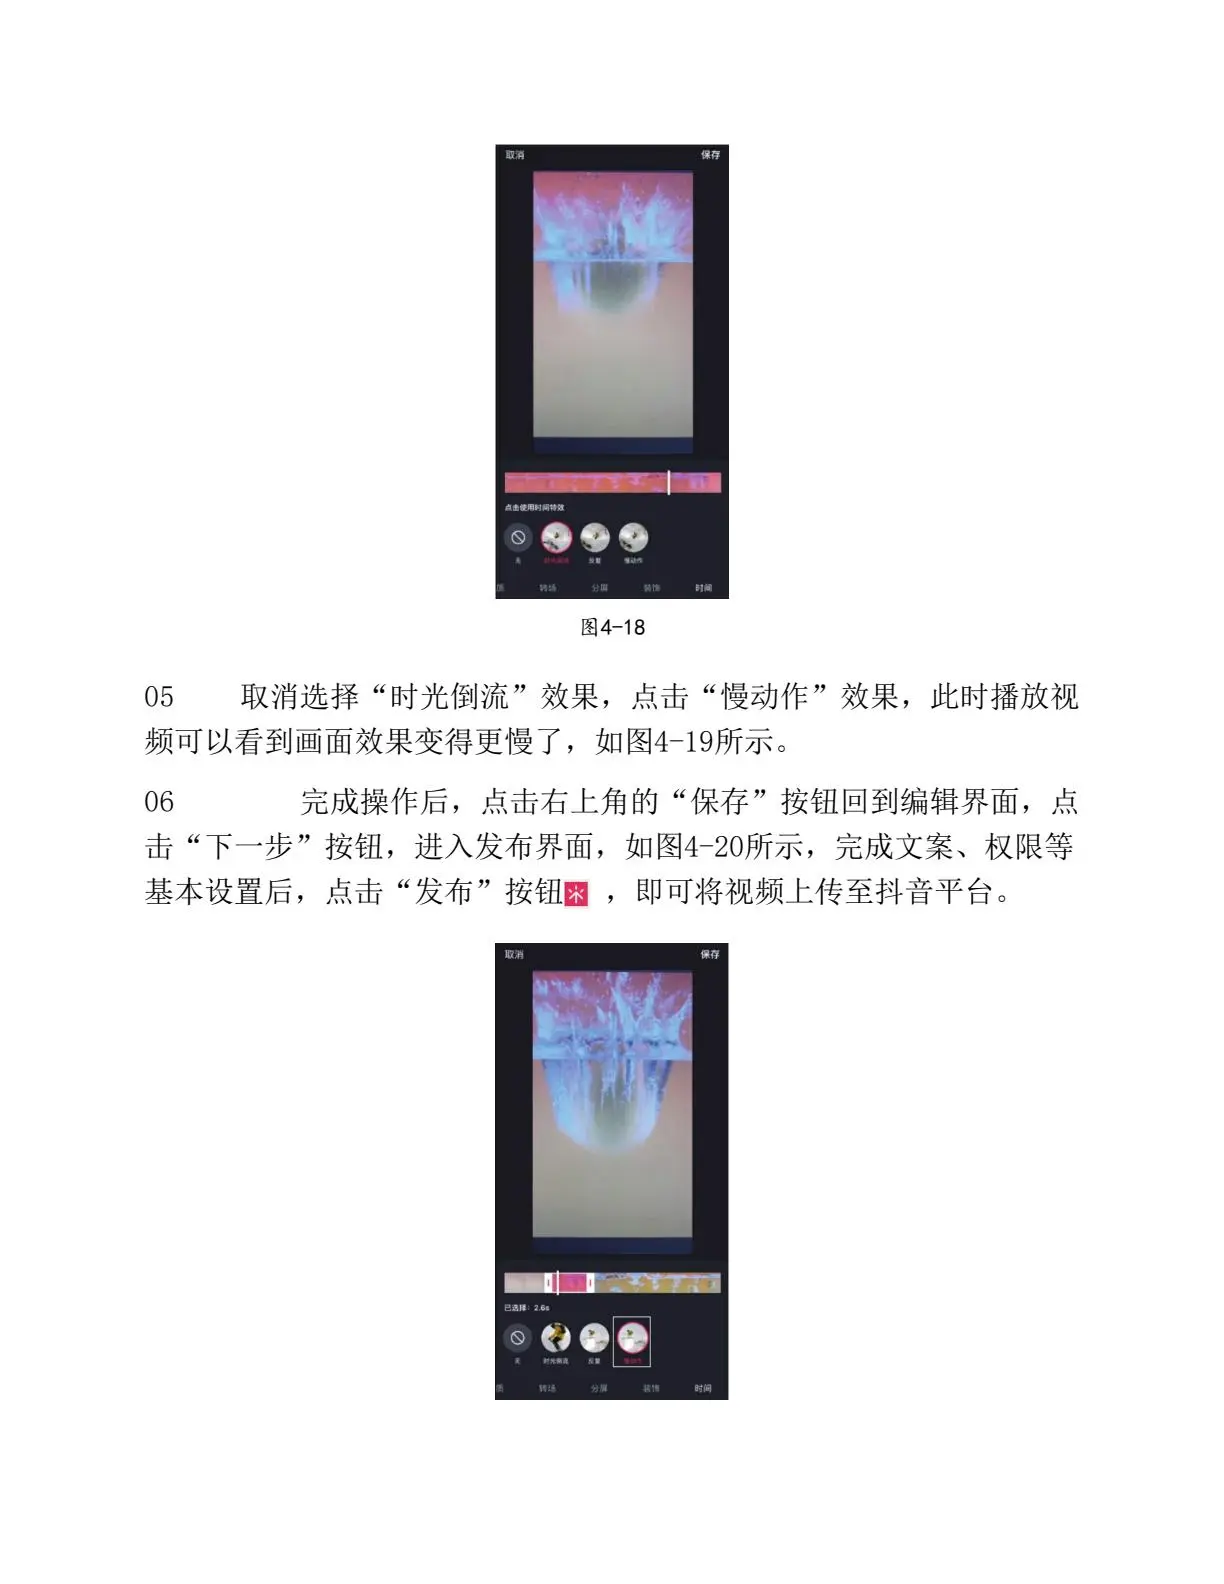 取消 保存
点击使用时间特效
无 时光倒流 反复 慢动作
质 转场 分屏 装饰 时间
图4-18
05 取消选择“时光倒流”效果，点击“慢动作”效果，此时播放视
频可以看到画面效果变得更慢了，如图4-19所示。
06 完成操作后，点击右上角的“保存”按钮回到编辑界面，点
击“下一步”按钮，进入发布界面，如图4-20所示，完成文案、权限等
基本设置后，点击“发布”按钮 ，即可将视频上传至抖音平台。
取消 保存
已选择：2.6s
无 时光倒流 反复 慢动作
质 转场 分屏 装饰 时间